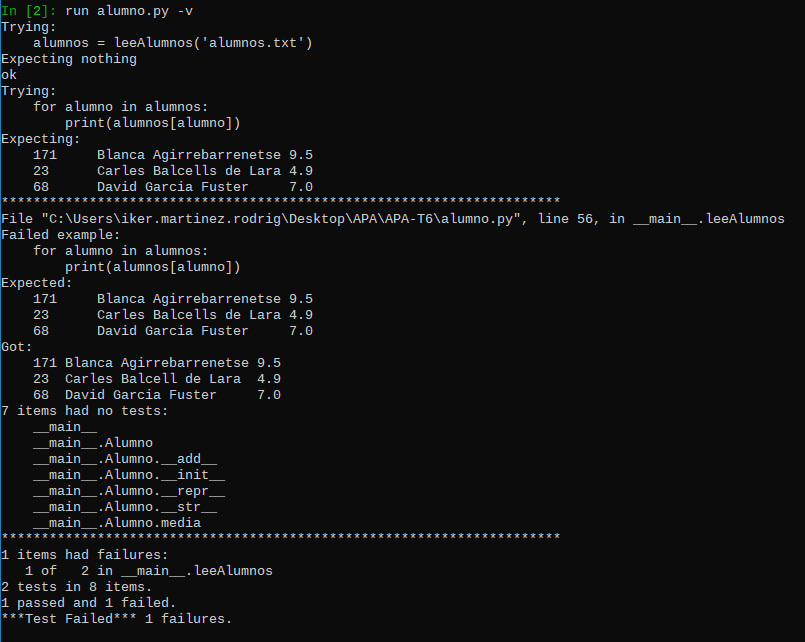 In [2]: run alumno.py -v
Trying:
    alumnos = leeAlumnos('alumnos.txt')
Expecting nothing
ok
Trying:
    for alumno in alumnos:
        print(alumnos[alumno])
Expecting:
    171     Blanca Agirrebarrenetse 9.5
    23      Carles Balcells de Lara 4.9
    68      David Garcia Fuster     7.0
**********************************************************************
File "C:\Users\iker.martinez.rodrig\Desktop\APA\APA-T6\alumno.py", line 56, in __main__.leeAlumnos
Failed example:
    for alumno in alumnos:
        print(alumnos[alumno])
Expected:
    171     Blanca Agirrebarrenetse 9.5
    23      Carles Balcells de Lara 4.9
    68      David Garcia Fuster     7.0
Got:
    171 Blanca Agirrebarrenetse 9.5
    23  Carles Balcell de Lara  4.9
    68  David Garcia Fuster     7.0
7 items had no tests:
    __main__
    __main__.Alumno
    __main__.Alumno.__add__
    __main__.Alumno.__init__
    __main__.Alumno.__repr__
    __main__.Alumno.__str__
    __main__.Alumno.media
**********************************************************************
1 items had failures:
   1 of   2 in __main__.leeAlumnos
2 tests in 8 items.
1 passed and 1 failed.
***Test Failed*** 1 failures.